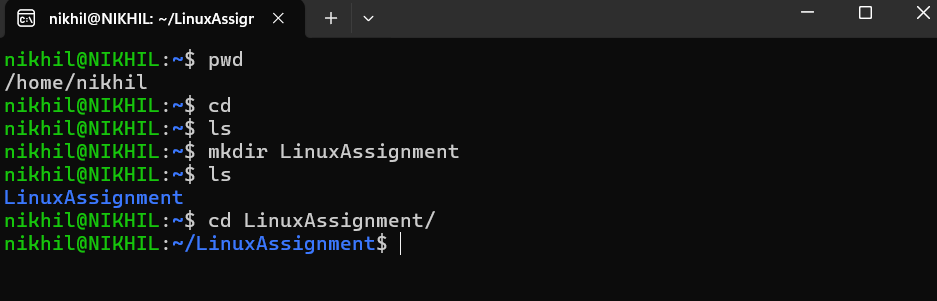 nikhil@NIKHIL: ~/LinuxAssigr
nikhil@NIKHIL:~$ pwd
/home/nikhil
nikhil@NIKHIL:~$ cd
nikhil@NIKHIL:~$ ls
nikhil@NIKHIL:~$ mkdir LinuxAssignment
nikhil@NIKHIL:~$ ls
LinuxAssignment
nikhil@NIKHIL:~$ cd LinuxAssignment/
nikhil@NIKHIL:~/LinuxAssignment$